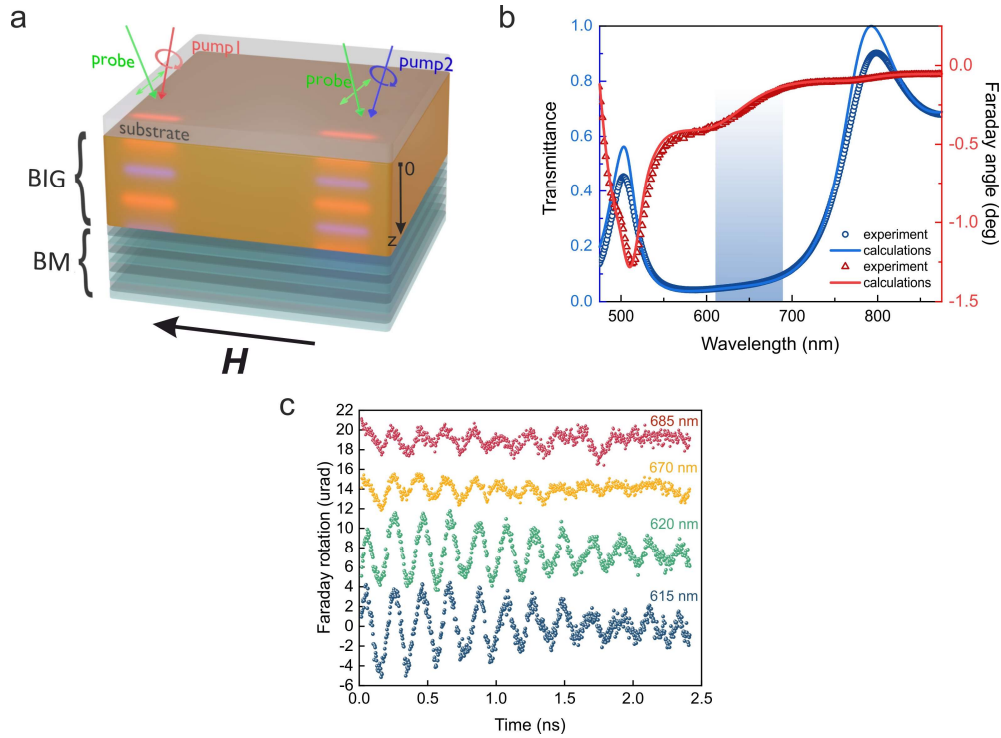 a
probe
pump1
probe
pump2
substrate
0
z
BIG
BM
H
b
1.0
0.8
0.6
0.4
0.2
0.0
Transmittance
0.0
-0.5
-1.0
-1.5
Faraday angle
(deg)
experiment
calculations
experiment
calculations
500 600 700 800
Wavelength (nm)
c
22
20
18
16
14
12
10
8
6
4
2
0
-2
-4
-6
Faraday rotation (urad)
685 nm
670 nm
620 nm
615 nm
0.0 0.5 1.0 1.5 2.0 2.5
Time (ns)